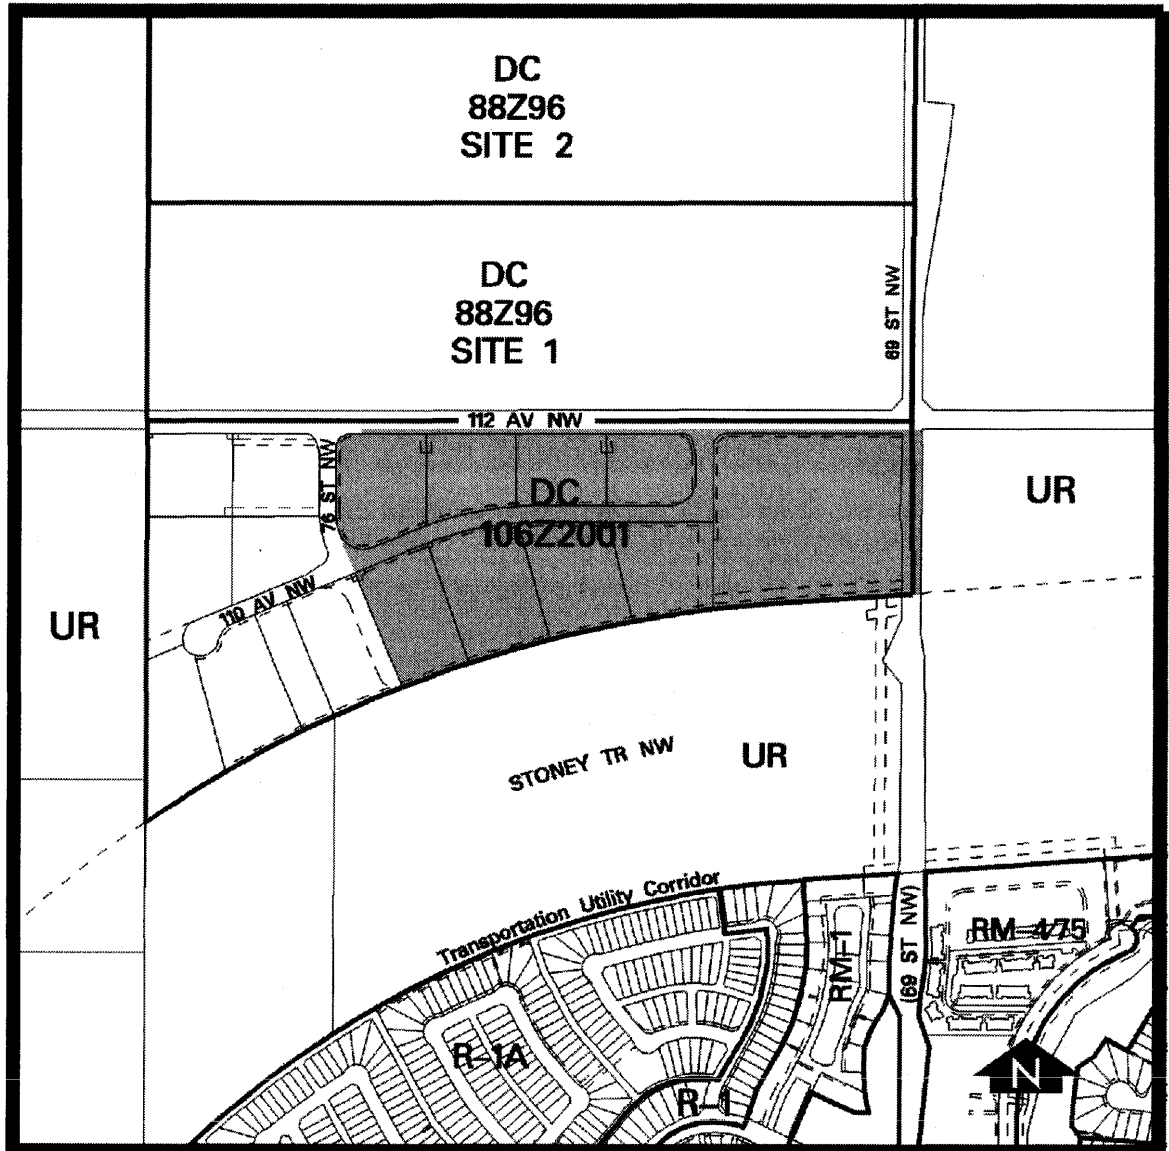 DC
88Z96
SITE 2
DC
88Z96
SITE 1
69 ST NW
112 AV NW
76 ST NW
DC
106Z2001
UR
110 AV NW
UR
STONEY TR NW
UR
Transportation Utility Corridor
(69 ST NW)
RM-4/75
RM-1
R-1A
R-1
N